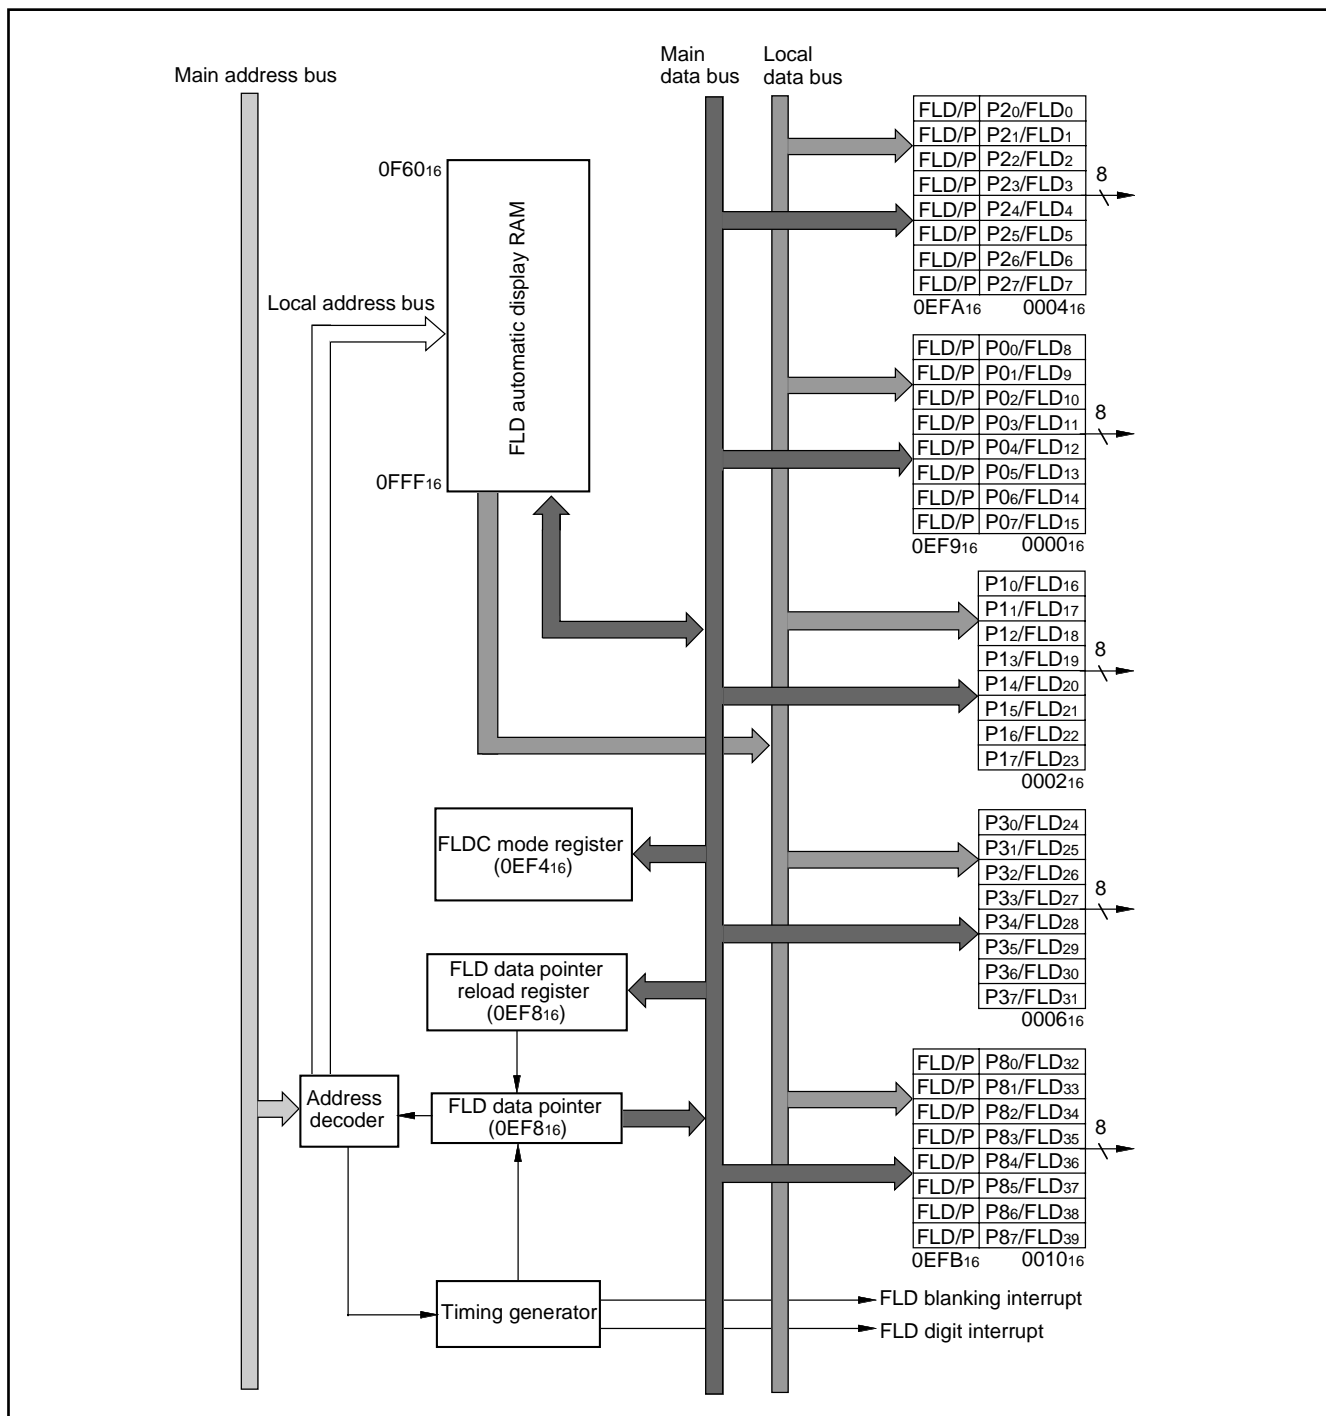 Main address bus
Main
data bus
Local
data bus
0F6016
FLD automatic display RAM
0FFF16
Local address bus
FLDC mode register
(0EF416)
FLD data pointer
reload register
(0EF816)
Address
decoder
FLD data pointer
(0EF816)
Timing generator
FLD blanking interrupt
FLD digit interrupt
FLD/P P20/FLD0
FLD/P P21/FLD1
FLD/P P22/FLD2
FLD/P P23/FLD3
FLD/P P24/FLD4
FLD/P P25/FLD5
FLD/P P26/FLD6
FLD/P P27/FLD7
8
0EFA16 000416
FLD/P P00/FLD8
FLD/P P01/FLD9
FLD/P P02/FLD10
FLD/P P03/FLD11
FLD/P P04/FLD12
FLD/P P05/FLD13
FLD/P P06/FLD14
FLD/P P07/FLD15
8
0EF916 000016
P10/FLD16
P11/FLD17
P12/FLD18
P13/FLD19
P14/FLD20
P15/FLD21
P16/FLD22
P17/FLD23
8
000216
P30/FLD24
P31/FLD25
P32/FLD26
P33/FLD27
P34/FLD28
P35/FLD29
P36/FLD30
P37/FLD31
8
000616
FLD/P P80/FLD32
FLD/P P81/FLD33
FLD/P P82/FLD34
FLD/P P83/FLD35
FLD/P P84/FLD36
FLD/P P85/FLD37
FLD/P P86/FLD38
FLD/P P87/FLD39
8
0EFB16 001016